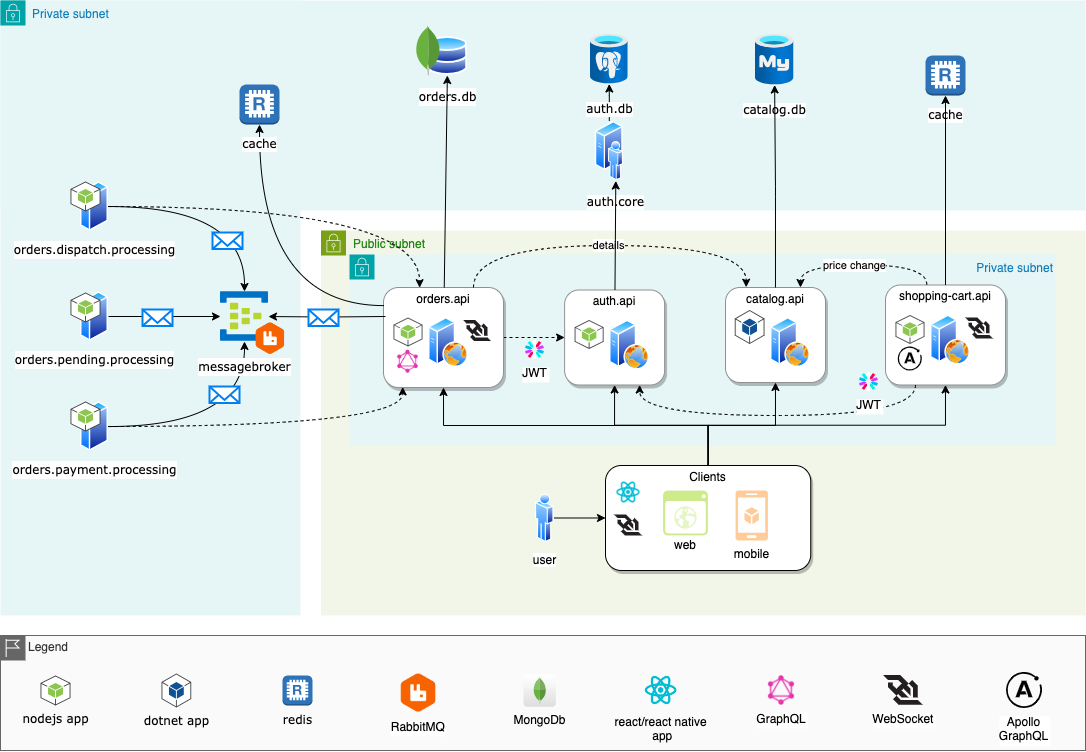 Private subnet
orders.db
auth.db
catalog.db
R
My
R
cache
cache
auth.core
orders.dispatch.processing
Public subnet
details
price change
Private subnet
orders.api
auth.api
catalog.api
shopping-cart.api
A
orders.pending.processing
messagebroker
JWT
JWT
orders.payment.processing
Clients
web
mobile
user
Legend
R
A
nodejs app
dotnet app
redis
RabbitMQ
MongoDb
react/react native
app
GraphQL
WebSocket
Apollo
GraphQL